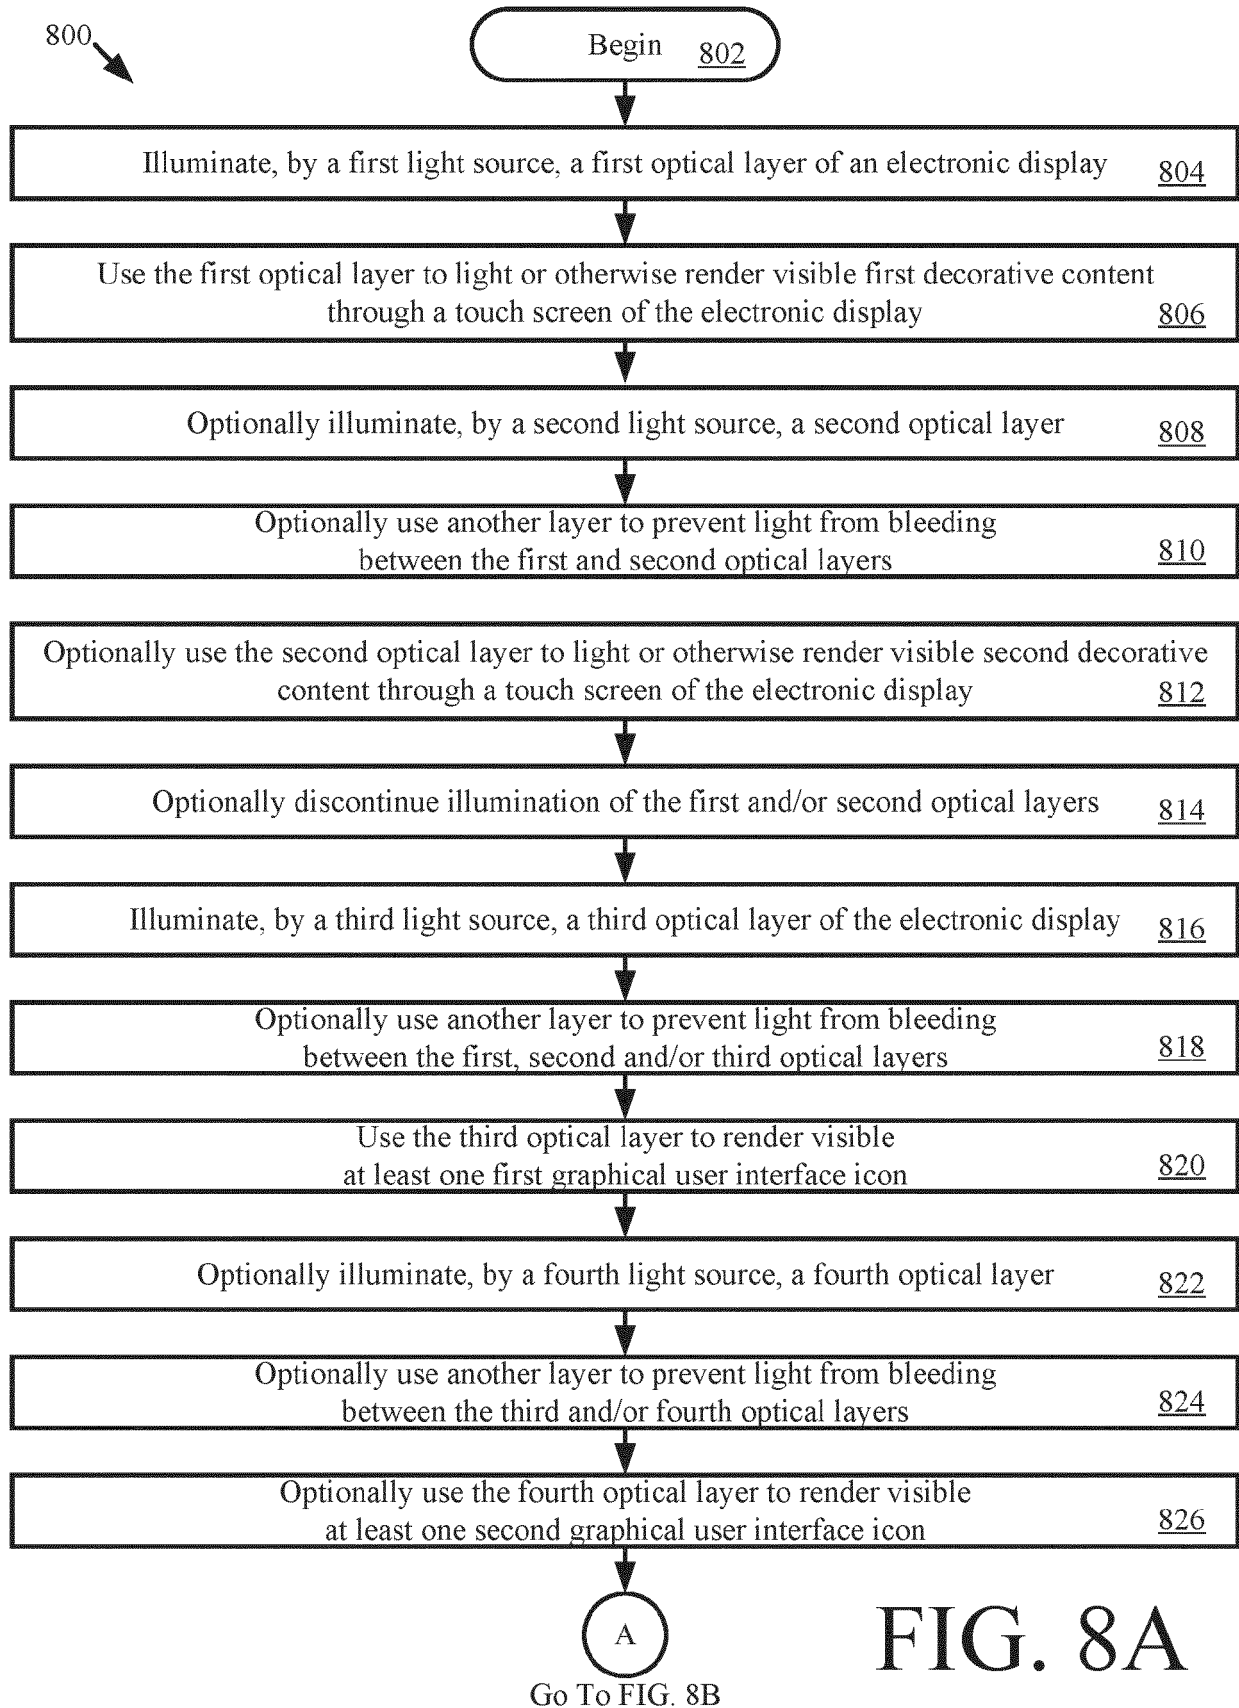 800
Begin 802
Illuminate, by a first light source, a first optical layer of an electronic display 804
Use the first optical layer to light or otherwise render visible first decorative content
through a touch screen of the electronic display 806
Optionally illuminate, by a second light source, a second optical layer 808
Optionally use another layer to prevent light from bleeding
between the first and second optical layers 810
Optionally use the second optical layer to light or otherwise render visible second decorative
content through a touch screen of the electronic display 812
Optionally discontinue illumination of the first and/or second optical layers 814
Illuminate, by a third light source, a third optical layer of the electronic display 816
Optionally use another layer to prevent light from bleeding
between the first, second and/or third optical layers 818
Use the third optical layer to render visible
at least one first graphical user interface icon 820
Optionally illuminate, by a fourth light source, a fourth optical layer 822
Optionally use another layer to prevent light from bleeding
between the third and/or fourth optical layers 824
Optionally use the fourth optical layer to render visible
at least one second graphical user interface icon 826
A
Go To FIG. 8B
FIG. 8A